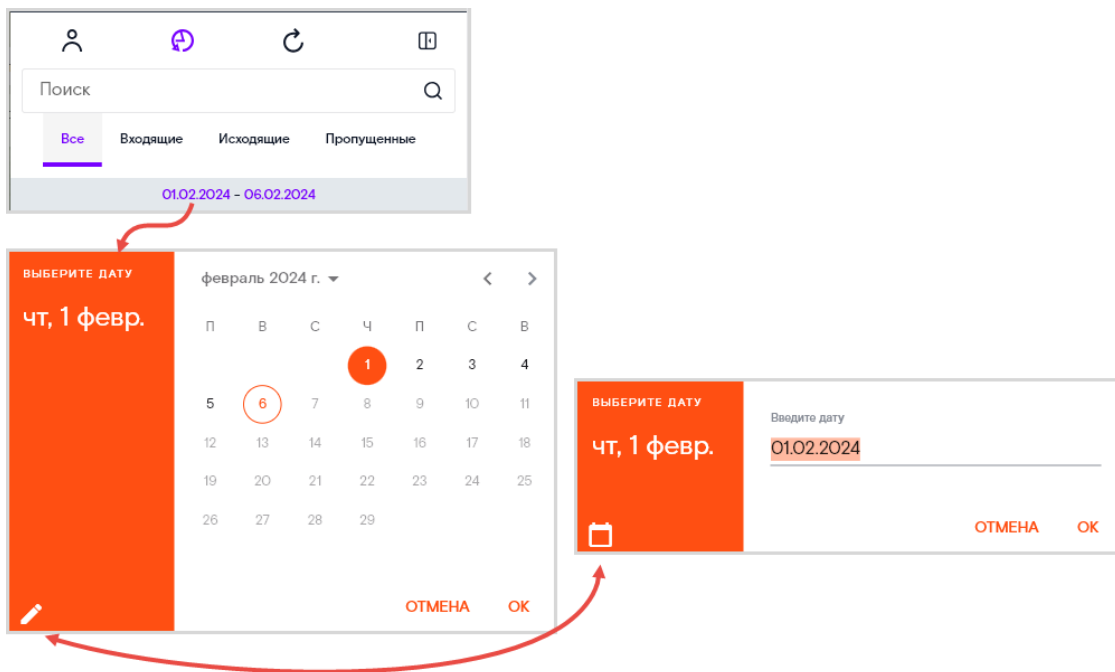 Поиск
Все Входящие Исходящие Пропущенные
01.02.2024 - 06.02.2024
ВЫБЕРИТЕ ДАТУ
чт, 1 февр.
февраль 2024 г.
П В С Ч П С В
1 2 3 4
5 6 7 8 9 10 11
12 13 14 15 16 17 18
19 20 21 22 23 24 25
26 27 28 29
ОТМЕНА ОК
ВЫБЕРИТЕ ДАТУ
чт, 1 февр.
Введите дату
01.02.2024
ОТМЕНА ОК